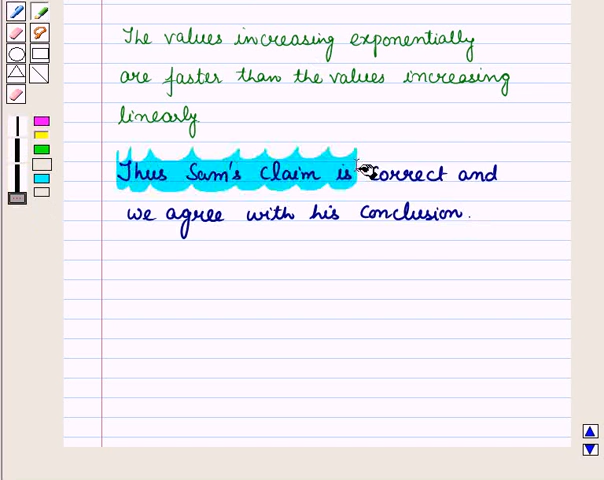 The values increasing exponentially
are faster than the values increasing
linearly
Thus Sam's Claim is correct and
we agree with his conclusion.